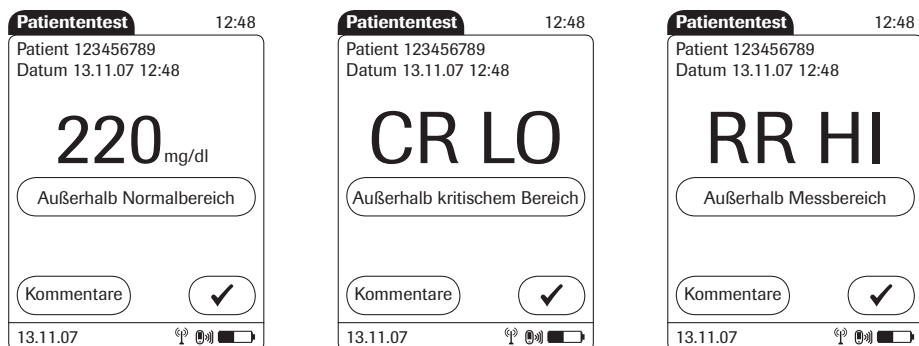 Patiententest 12:48
Patient 123456789
Datum 13.11.07 12:48
220 mg/dl
Außerhalb Normalbereich
Kommentare
13.11.07
Patiententest 12:48
Patient 123456789
Datum 13.11.07 12:48
CR LO
Außerhalb kritischem Bereich
Kommentare
13.11.07
Patiententest 12:48
Patient 123456789
Datum 13.11.07 12:48
RR HI
Außerhalb Messbereich
Kommentare
13.11.07